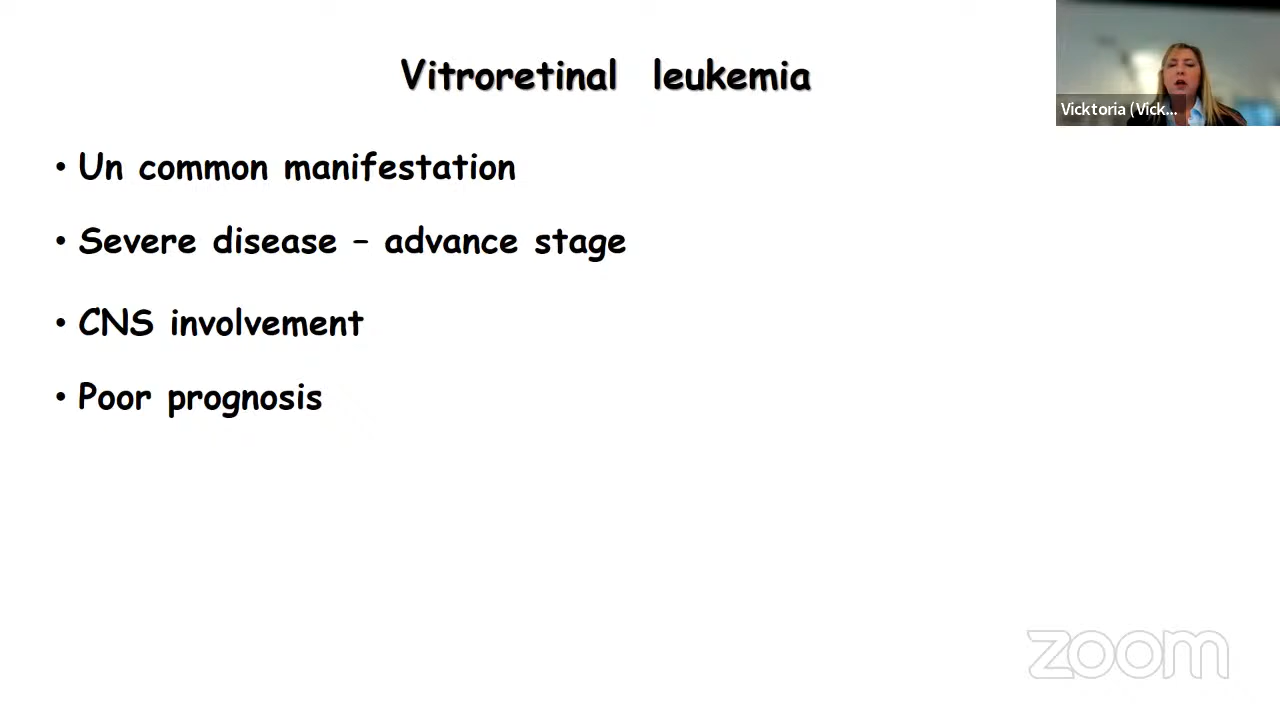 Vitroretinal leukemia
Vicktoria (Vick...
• Un common manifestation
• Severe disease – advance stage
• CNS involvement
• Poor prognosis
zoom